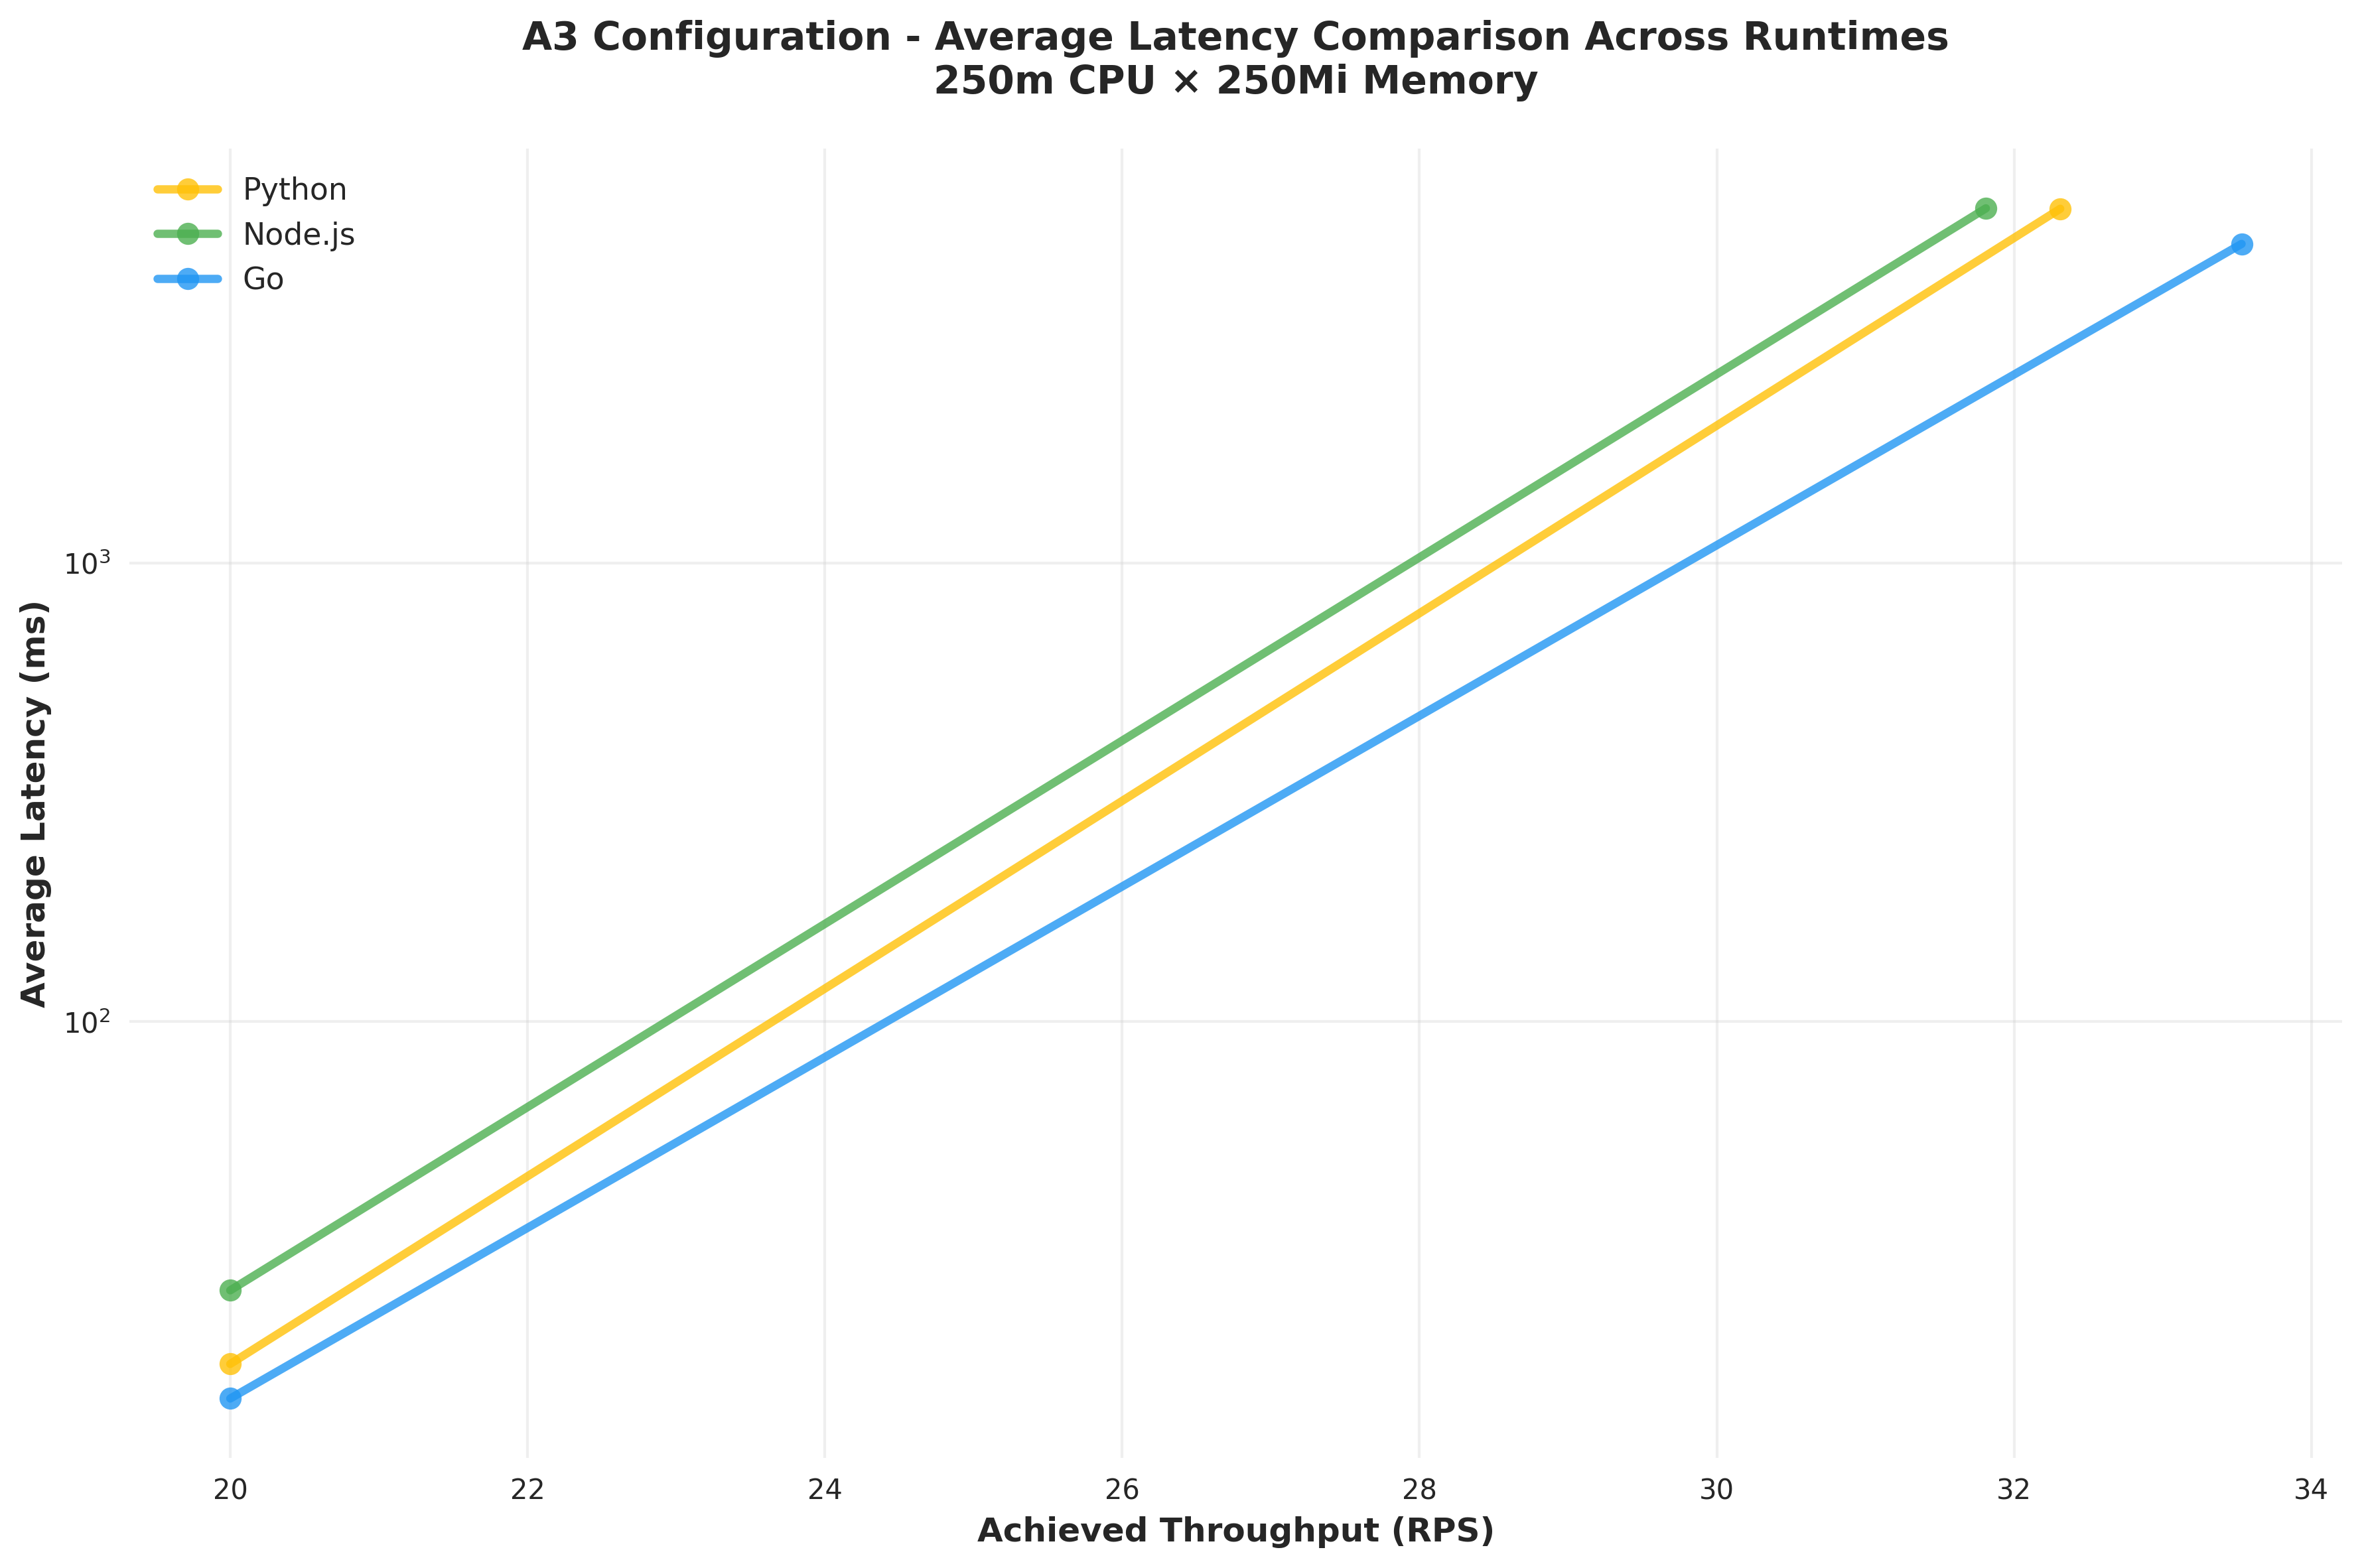 A3 Configuration - Average Latency Comparison Across Runtimes
250m CPU × 250Mi Memory
Python
Node.js
Go
10³
10²
Average Latency (ms)
20 22 24 26 28 30 32 34
Achieved Throughput (RPS)